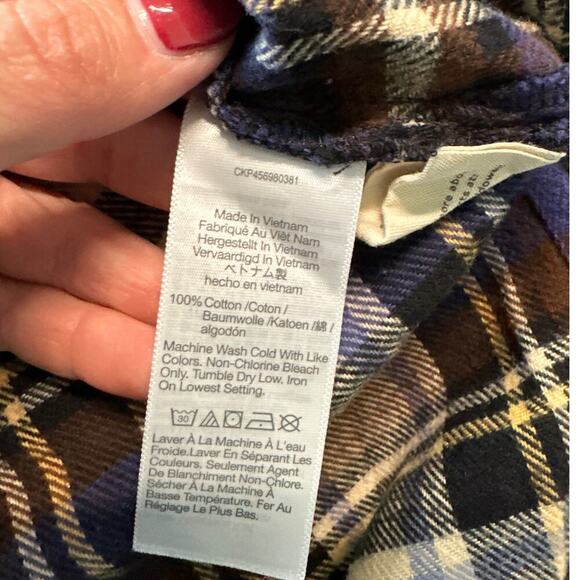 CKP456980381
Made In Vietnam
Fabriqué Au Việt Nam
Hergestellt In Vietnam
Vervaardigd In Vietnam
ベトナム製
hecho en vietnam
100% Cotton /Coton /
Baumwolle /Katoen /綿 /
algodón
Machine Wash Cold With Like
Colors. Non-Chlorine Bleach
Only. Tumble Dry Low. Iron
On Lowest Setting.
30
Laver À La Machine À L'eau
Froide.Laver En Séparant Les
Couleurs. Seulement Agent
De Blanchiment Non-Chlore.
Sécher À La Machine À
Basse Température. Fer Au
Réglage Le Plus Bas.